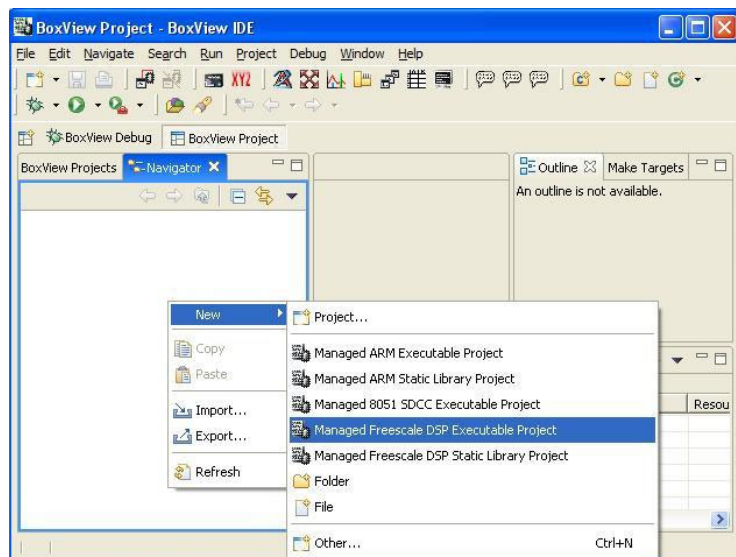 BoxView Project - BoxView IDE
File Edit Navigate Search Run Project Debug Window Help
XYZ
BoxView Debug BoxView Project
BoxView Projects Navigator Outline Make Targets
An outline is not available.
New
Project...
Copy
Managed ARM Executable Project
Paste
Managed ARM Static Library Project
Import...
Managed 8051 SDCC Executable Project
Resou
Export...
Managed Freescale DSP Executable Project
Refresh
Managed Freescale DSP Static Library Project
Folder
File
Other... Ctrl+N